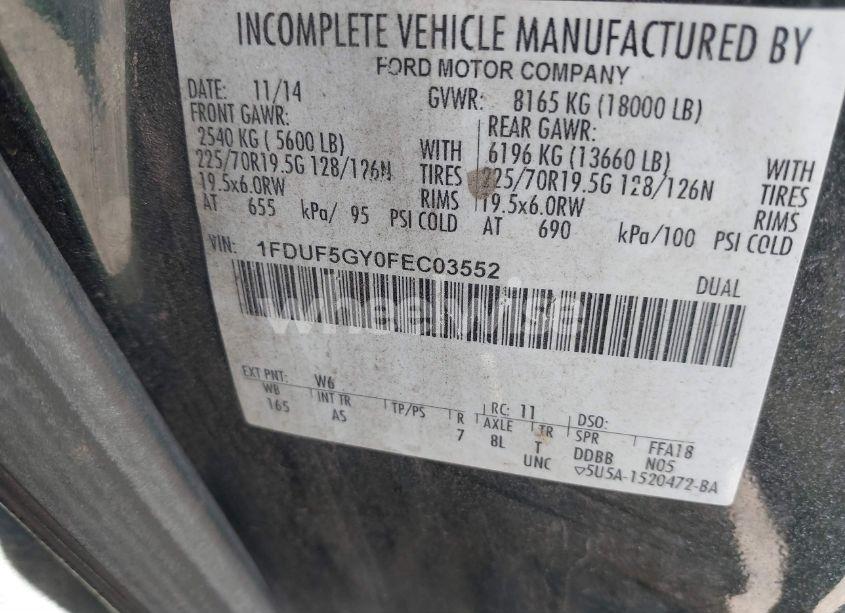 INCOMPLETE VEHICLE MANUFACTURED BY
FORD MOTOR COMPANY
DATE: 11/14 GVWR: 8165 KG (18000 LB)
FRONT GAWR: REAR GAWR:
2540 KG ( 5600 LB) WITH 6196 KG (13660 LB) WITH
225/70R19.5G 128/126N TIRES 225/70R19.5G 128/126N TIRES
19.5x6.0RW RIMS 19.5x6.0RW RIMS
AT 655 kPa/ 95 PSI COLD AT 690 kPa/100 PSI COLD
VIN: 1FDUF5GY0FEC03552 DUAL
wheelwise
EXT PNT: W6 RC: 11 DSO:
WB INT TR TP/PS R AXLE TR SPR FFA18
165 AS 7 8L T DDBB N05
UNC ▽5U5A-1520472-BA